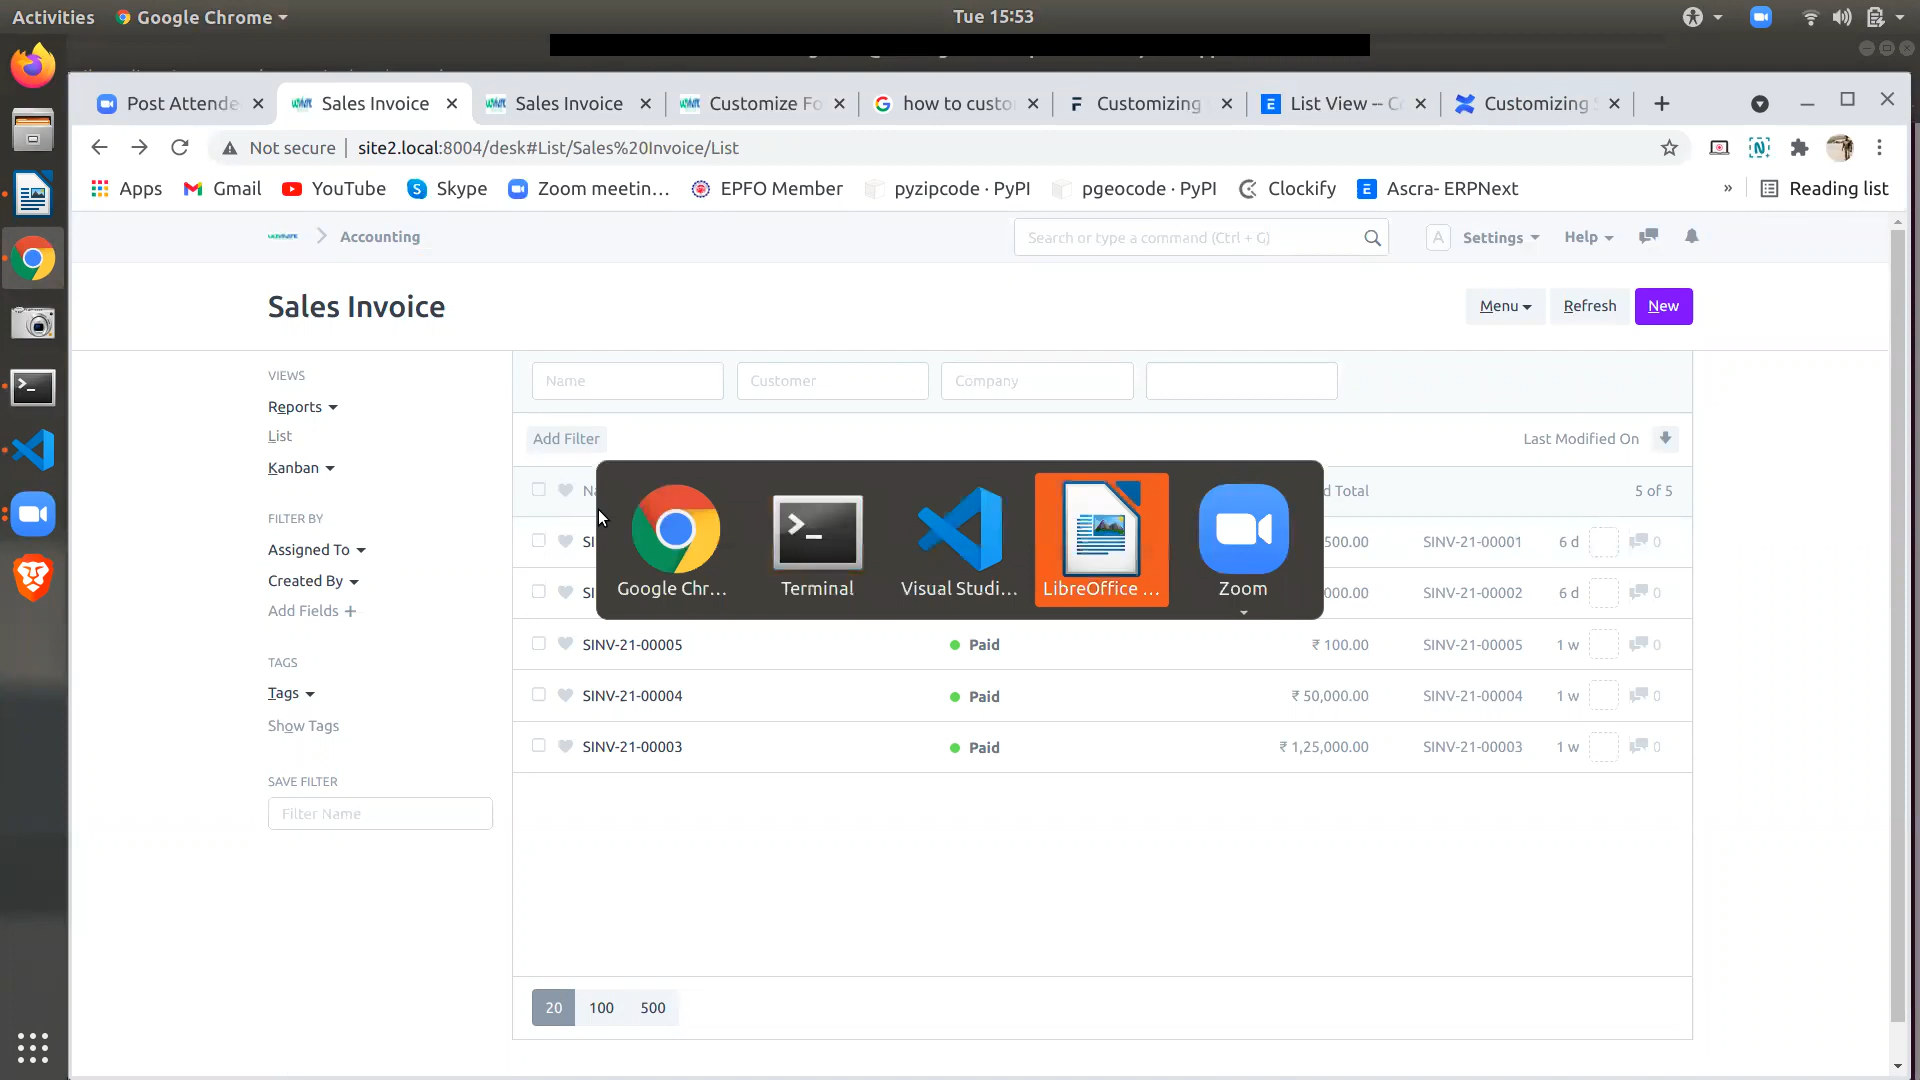 Activities Google Chrome Tue 15:53
Post Attende Sales Invoice Sales Invoice Customize Fo how to custo Customizing List View -- C Customizing S
Not secure site2.local:8004/desk#List/Sales%20Invoice/List
Apps Gmail YouTube Skype Zoom meetin... EPFO Member pyzipcode · PyPI pgeocode · PyPI Clockify Ascra- ERPNext » Reading list
Accounting Search or type a command (Ctrl + G) A Settings Help
Sales Invoice Menu Refresh New
VIEWS
Reports
List
Kanban
FILTER BY
Assigned To
Created By
Add Fields +
TAGS
Tags
Show Tags
SAVE FILTER
Filter Name
Name Customer Company
Add Filter Last Modified On
Na d Total 5 of 5
SI 500.00 SINV-21-00001 6 d 0
SI 000.00 SINV-21-00002 6 d 0
SINV-21-00005 Paid ₹ 100.00 SINV-21-00005 1 w 0
SINV-21-00004 Paid ₹ 50,000.00 SINV-21-00004 1 w 0
SINV-21-00003 Paid ₹ 1,25,000.00 SINV-21-00003 1 w 0
Google Chr... Terminal Visual Studi... LibreOffice ... Zoom
20 100 500